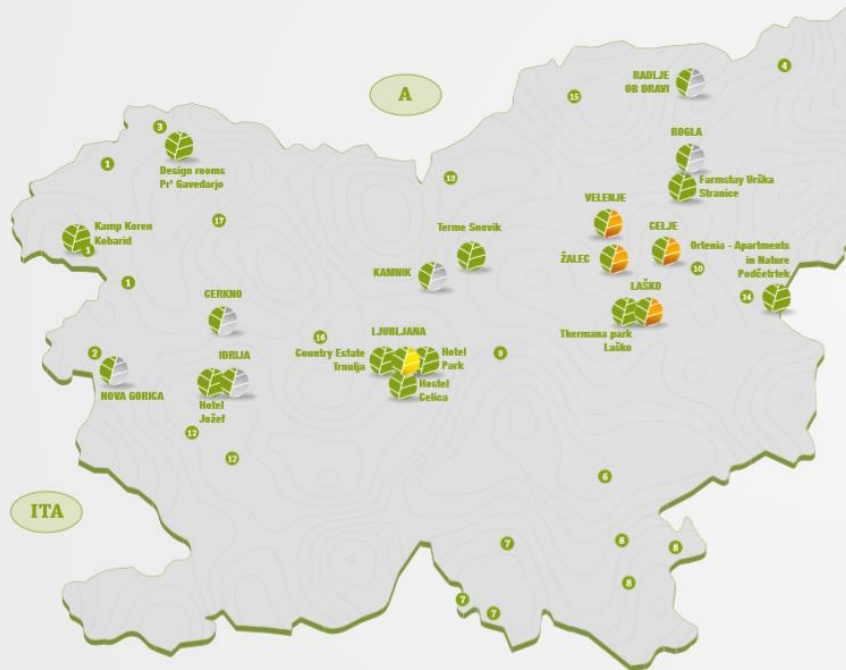 A
RADLJE
OB DRAVI
4
15
3
ROGLA
1
Design rooms
Pr' Gavedarjo
13
Farmstay Urška
Stranice
17
VELENJE
Kamp Koren
Kobarid
1
Terme Snovik
CELJE
ŽALEC
Ortenia - Apartments
in Nature
Podčetrtek
10
KAMNIK
1
14
LAŠKO
CERKNO
16
LJUBLJANA
Thermana park
Laško
2
IDRIJA
Country Estate
Trnulja
Hotel
Park
9
NOVA GORICA
Hostel
Celica
Hotel
Jožef
12
12
6
ITA
7
8
8
8
7
7